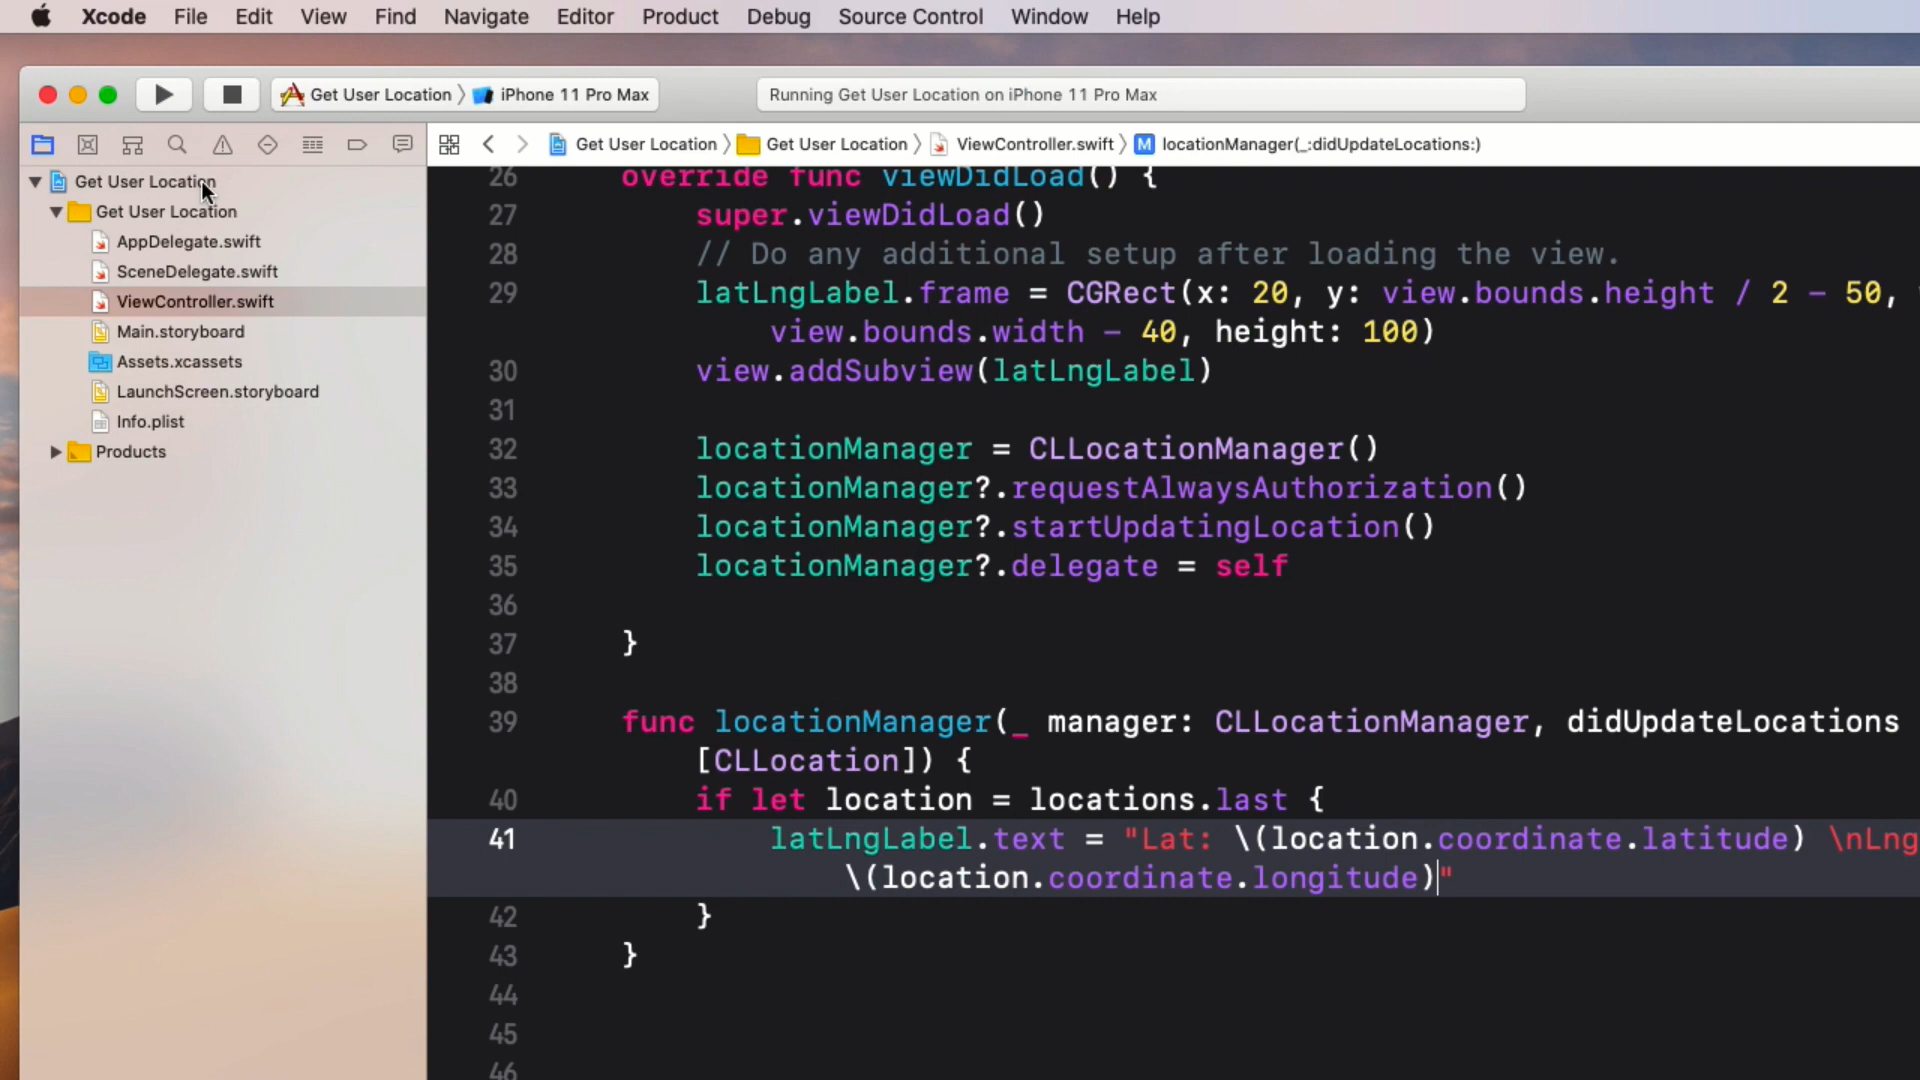 Xcode File Edit View Find Navigate Editor Product Debug Source Control Window Help
Get User Location iPhone 11 Pro Max
Running Get User Location on iPhone 11 Pro Max
Get User Location Get User Location ViewController.swift M locationManager(_:didUpdateLocations:)
Get User Location
Get User Location
AppDelegate.swift
SceneDelegate.swift
ViewController.swift
Main.storyboard
Assets.xcassets
LaunchScreen.storyboard
Info.plist
Products
26 override func viewDidLoad() {
27 super.viewDidLoad()
28 // Do any additional setup after loading the view.
29 latLngLabel.frame = CGRect(x: 20, y: view.bounds.height / 2 - 50,
view.bounds.width - 40, height: 100)
30 view.addSubview(latLngLabel)
31
32 locationManager = CLLocationManager()
33 locationManager?.requestAlwaysAuthorization()
34 locationManager?.startUpdatingLocation()
35 locationManager?.delegate = self
36
37 }
38
39 func locationManager(_ manager: CLLocationManager, didUpdateLocations
[CLLocation]) {
40 if let location = locations.last {
41 latLngLabel.text = "Lat: \(location.coordinate.latitude) \nLng
\(location.coordinate.longitude)"
42 }
43 }
44
45
46